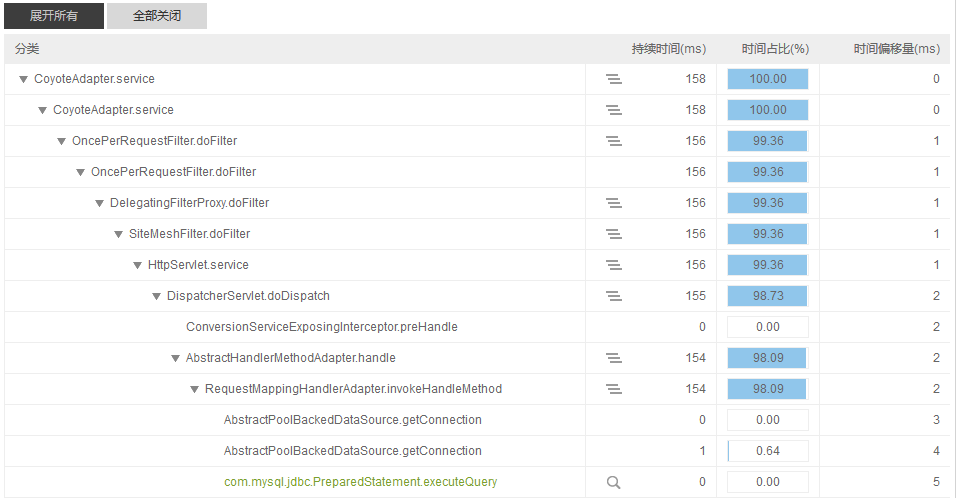 展开所有 全部关闭
分类 持续时间(ms) 时间占比(%) 时间偏移量(ms)
CoyoteAdapter.service 158 100.00 0
CoyoteAdapter.service 158 100.00 0
OncePerRequestFilter.doFilter 156 99.36 1
OncePerRequestFilter.doFilter 156 99.36 1
DelegatingFilterProxy.doFilter 156 99.36 1
SiteMeshFilter.doFilter 156 99.36 1
HttpServlet.service 156 99.36 1
DispatcherServlet.doDispatch 155 98.73 2
ConversionServiceExposingInterceptor.preHandle 0 0.00 2
AbstractHandlerMethodAdapter.handle 154 98.09 2
RequestMappingHandlerAdapter.invokeHandleMethod 154 98.09 2
AbstractPoolBackedDataSource.getConnection 0 0.00 3
AbstractPoolBackedDataSource.getConnection 1 0.64 4
com.mysql.jdbc.PreparedStatement.executeQuery 0 0.00 5